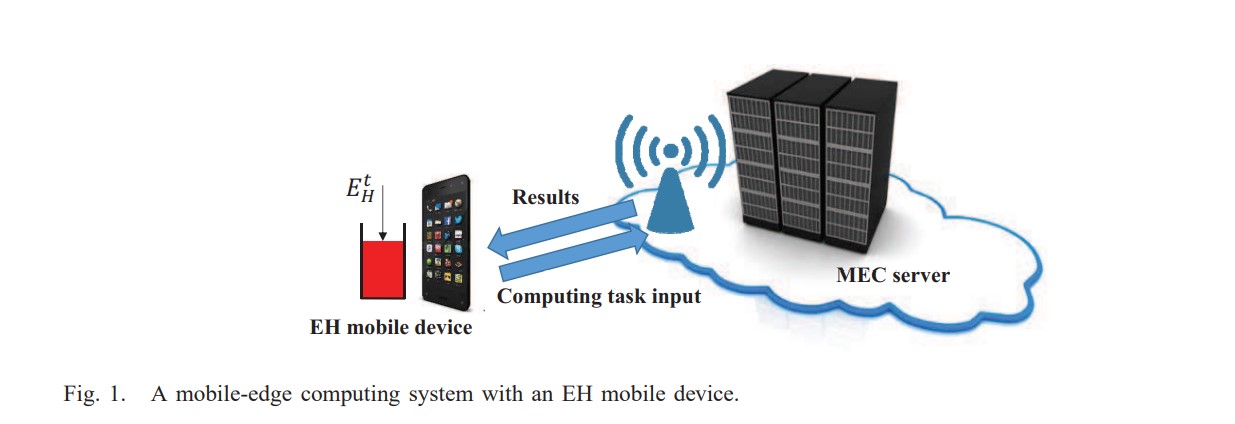 E_H^t
Results
MEC server
Computing task input
EH mobile device
Fig. 1. A mobile-edge computing system with an EH mobile device.